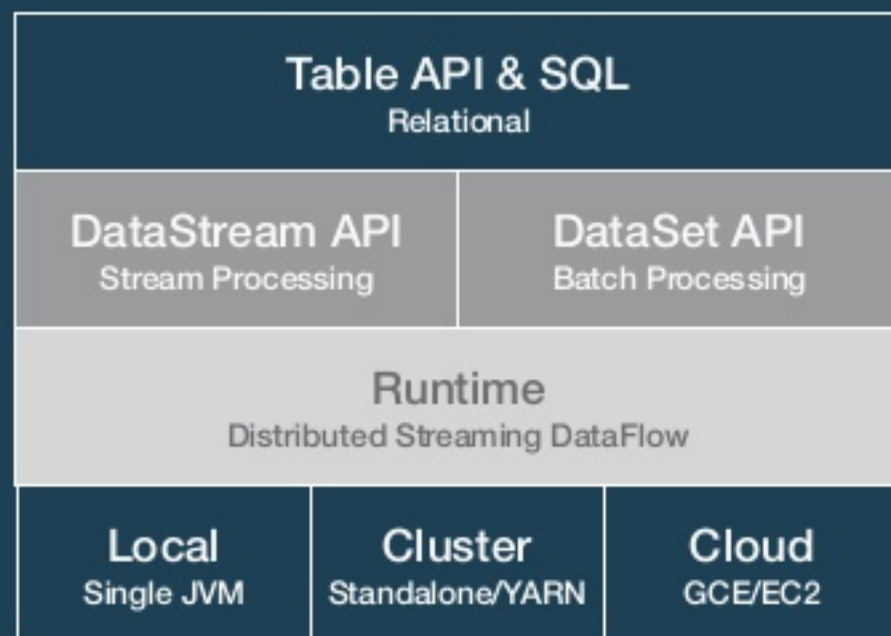 Table API & SQL
Relational
DataStream API
Stream Processing
DataSet API
Batch Processing
Runtime
Distributed Streaming DataFlow
Local
Single JVM
Cluster
Standalone/YARN
Cloud
GCE/EC2